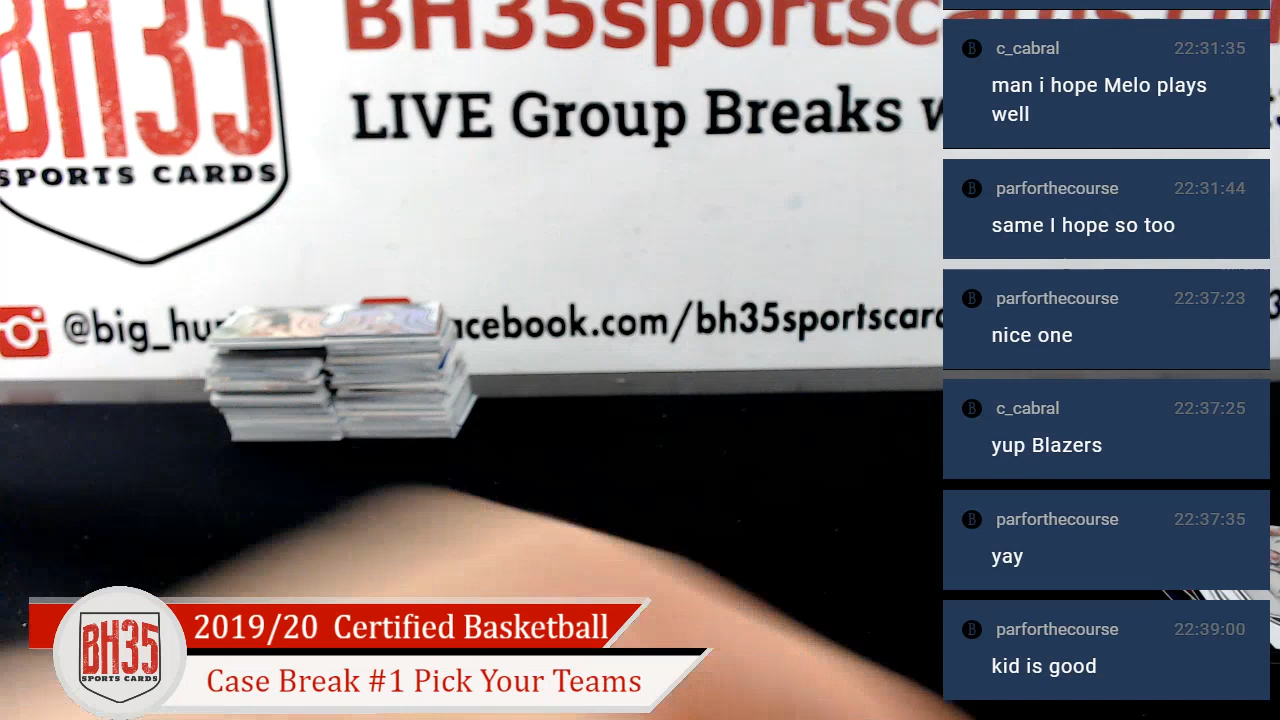 BH35
SPORTS CARDS
BH35sportsc
LIVE Group Breaks
@big_hu
acebook.com/bh35sportscar
c_cabral 22:31:35
man i hope Melo plays
well
parforthecourse 22:31:44
same I hope so too
parforthecourse 22:37:23
nice one
c_cabral 22:37:25
yup Blazers
parforthecourse 22:37:35
yay
parforthecourse 22:39:00
kid is good
BH35
SPORTS CARDS
2019/20 Certified Basketball
Case Break #1 Pick Your Teams